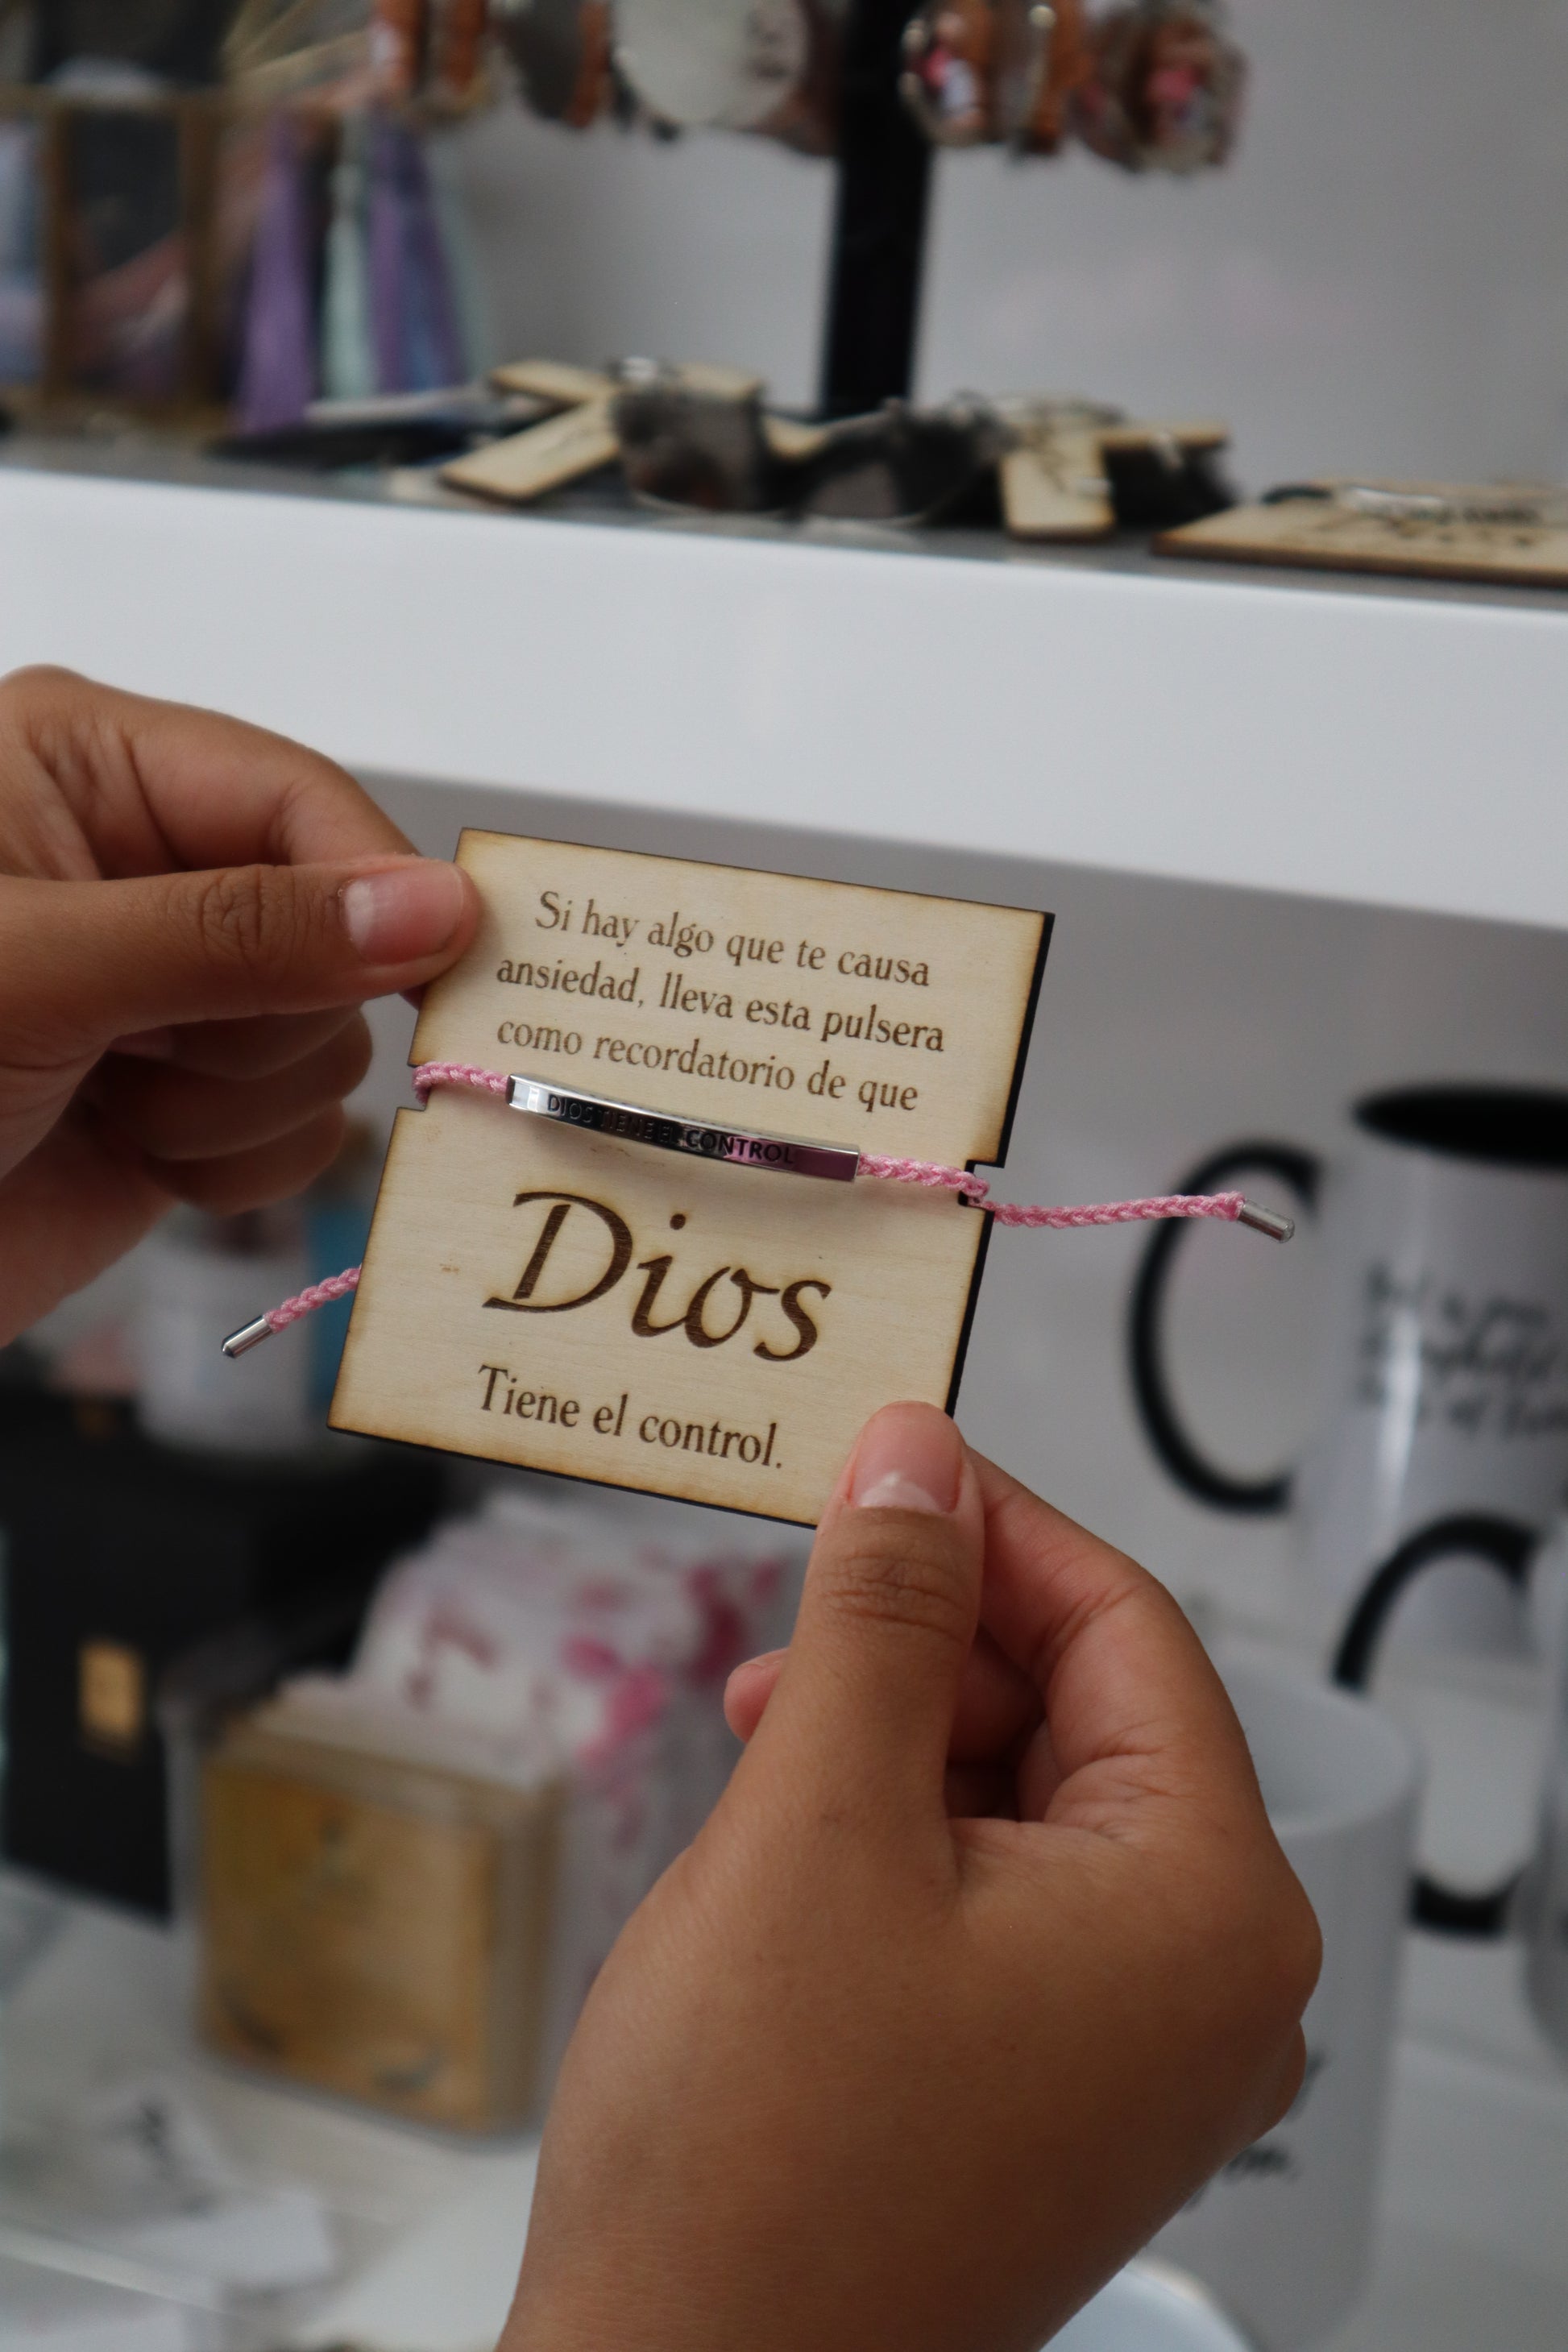 Si hay algo que te causa
ansiedad, lleva esta pulsera
como recordatorio de que
DIOS TIENE EL CONTROL
Dios
Tiene el control.